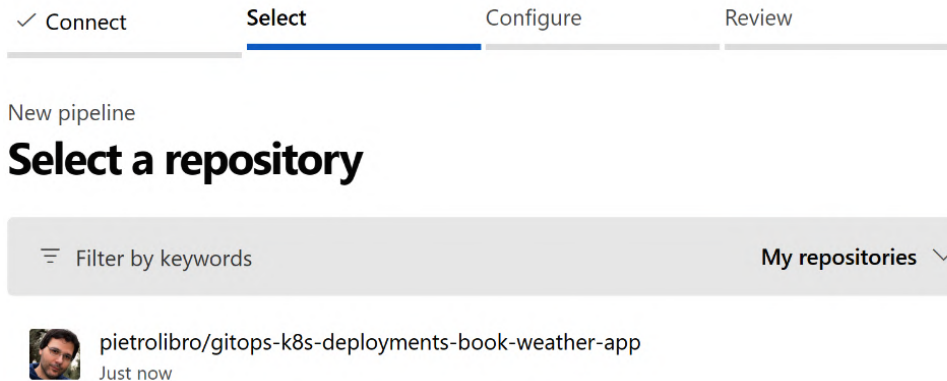 Connect
Select
Configure
Review
New pipeline
Select a repository
Filter by keywords
My repositories
pietrolibro/gitops-k8s-deployments-book-weather-app
Just now